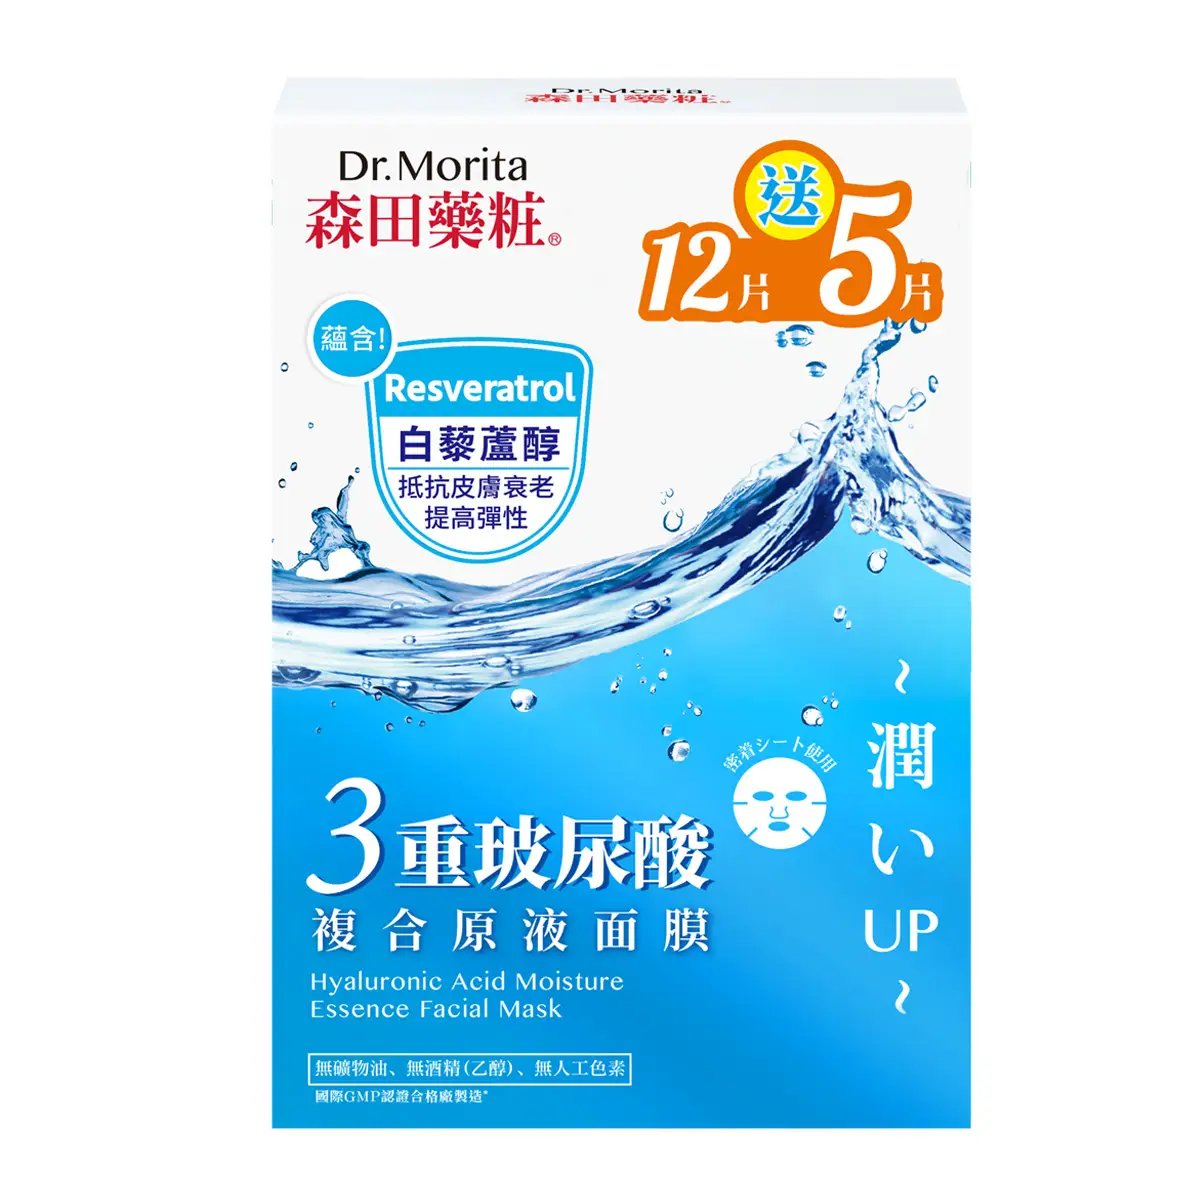 Dr.Morita
森田藥粧
Dr.Morita
森田藥粧®
12片送5片
蘊含!
Resveratrol
白藜蘆醇
抵抗皮膚衰老
提高彈性
～潤いUP～
密着シート使用
3重玻尿酸
複合原液面膜
Hyaluronic Acid Moisture
Essence Facial Mask
無礦物油、無酒精(乙醇)、無人工色素
國際GMP認證合格廠製造*